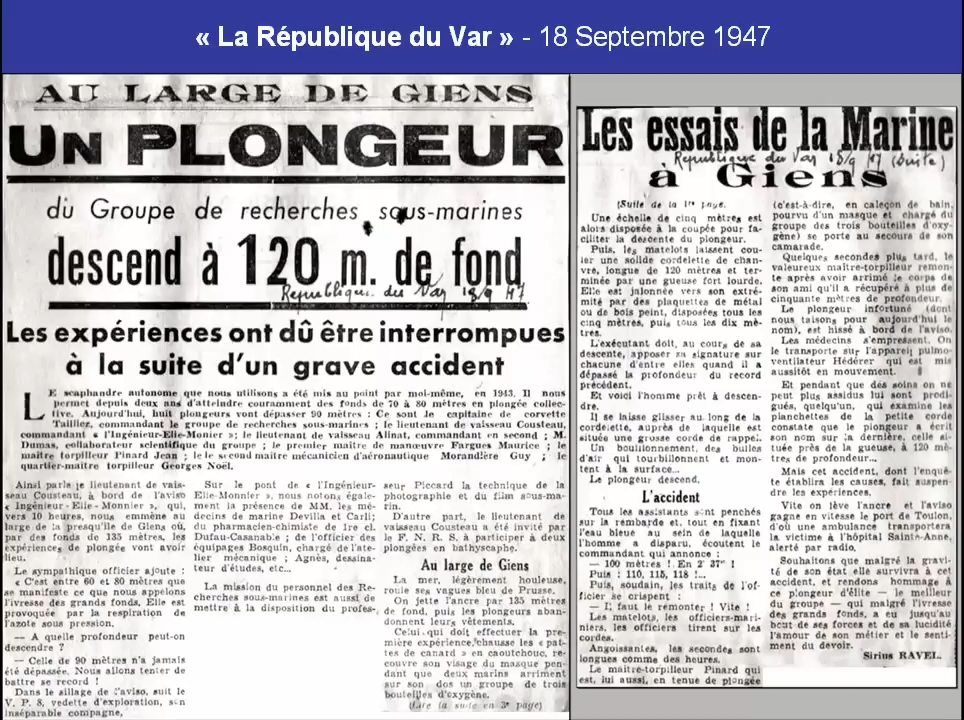 « La République du Var » - 18 Septembre 1947
AU LARGE DE GIENS
UN PLONGEUR
du Groupe de recherches sous-marines
descend à 120 m. de fond
République du Var 18/9 47
Les expériences ont dû être interrompues
à la suite d'un grave accident
LE scaphandre autonome que nous utilisons a été mis au point par moi-même, en 1943. Il nous
permet depuis deux ans d'atteindre couramment des fonds de 70 à 80 mètres en plongée collec-
tive. Aujourd'hui, huit plongeurs vont dépasser 90 mètres : Ce sont le capitaine de corvette
Tailliez, commandant le groupe de recherches sous-marines ; le lieutenant de vaisseau Cousteau,
commandant « l'Ingénieur-Elie-Monier » ; le lieutenant de vaisseau Alinat, commandant en second ; M.
Dumas, collaborateur scientifique du groupe ; le premier maître de manœuvre Fargues Maurice ; le
maître torpilleur Pinard Jean ; le second maître mécanicien d'aéronautique Morandière Guy ; le
quartier-maître torpilleur Georges Noël.
Ainsi parle le lieutenant de vais-
seau Cousteau, à bord de l'aviso
« Ingénieur - Elie - Monnier », qui,
vers 10 heures, nous emmène au
large de la presqu'île de Giens où,
par des fonds de 135 mètres, les
expériences de plongée vont avoir
lieu.
Le sympathique officier ajoute :
« C'est entre 60 et 80 mètres que
se manifeste ce que nous appelons
l'ivresse des grands fonds. Elle est
provoquée par la respiration de
l'azote sous pression.
— A quelle profondeur peut-on
descendre ?
— Celle de 90 mètres n'a jamais
été dépassée. Nous allons tenter de
battre se record !
Dans le sillage de l'aviso, suit le
V. P. 8, vedette d'exploration, son
inséparable compagne.
Sur le pont de « l'Ingénieur-
Elie-Monnier », nous notons égale-
ment la présence de MM. les mé-
decins de marine Devilla et Carli ;
du pharmacien-chimiste de 1re cl.
Dufau-Casanable ; de l'officier des
équipages Bosquin, chargé de l'ate-
lier mécanique ; Agnès, dessina-
teur d'études, etc...
La mission du personnel des Re-
cherches sous-marines est aussi de
mettre à la disposition du profes-
seur Piccard la technique de la
photographie et du film sous-ma-
rin.
D'autre part, le lieutenant de
vaisseau Cousteau a été invité par
le F. N. R. S. à participer à deux
plongées en bathyscaphe.
Au large de Giens
La mer, légèrement houleuse,
roule ses vagues bleu de Prusse.
On jette l'ancre par 135 mètres
de fond, puis les plongeurs aban-
donnent leurs vêtements.
Celui qui doit effectuer la pre-
mière expérience, chausse les « pat-
tes de canard » en caoutchouc, re-
couvre son visage du masque pen-
dant que deux marins arriment
sur son dos un groupe de trois
bouteilles d'oxygène.
(Lire la suite en 3e page)
Les essais de la Marine
République du Var 18/9 47 (suite)
à Giens
(Suite de la 1re page.
Une échelle de cinq mètres est
alors disposée à la coupée pour fa-
ciliter la descente du plongeur.
Puis, les matelots laissent cou-
ler une solide cordelette de chan-
vre, longue de 120 mètres et ter-
minée par une gueuse fort lourde.
Elle est jalonnée vers son extré-
mité par des plaquettes de métal
ou de bois peint, disposées tous les
cinq mètres, puis tous les dix mè-
tres.
L'exécutant doit, au cours de sa
descente, apposer sa signature sur
chacune d'entre elles quand il a
dépassé la profondeur du record
précédent.
Et voici l'homme prêt à descen-
dre.
Il se laisse glisser au long de la
cordelette, auprès de laquelle est
située une grosse corde de rappel.
Un bouillonnement, des bulles
d'air qui tourbillonnent et mon-
tent à la surface...
Le plongeur descend.
L'accident
Tous les assistants sont penchés
sur la rembarde et, tout en fixant
l'eau bleue au sein de laquelle
l'homme a disparu, écoutent le
commandant qui annonce :
— 100 mètres ! En 2' 37" !
Puis : 110, 115, 118 !...
Puis, soudain, les traits de l'of-
ficier se crispent :
— Il faut le remonter ! Vite !
Les matelots, les officiers-mari-
niers, les officiers tirent sur les
cordes.
Angoissantes, les secondes sont
longues comme des heures.
Le maitre-torpilleur Pinard qui
est, lui aussi, en tenue de plongée
(c'est-à-dire, en caleçon de bain,
pourvu d'un masque et chargé du
groupe des trois bouteilles d'oxy-
gène) se porte au secours de son
camarade.
Quelques secondes plus tard, le
valeureux maitre-torpilleur remon-
te après avoir arrimé le corps de
son ami qu'il a récupéré à plus de
cinquante mètres de profondeur.
Le plongeur infortuné (dont
nous taisons pour aujourd'hui le
nom), est hissé à bord de l'aviso.
Les médecins s'empressent. On
le transporte sur l'appareil pulmo-
ventilateur Héderer qui est mis
aussitôt en mouvement.
Et pendant que des soins on ne
peut plus assidus lui sont prodi-
gués, quelqu'un, qui examine les
planchettes de la petite corde
constate que le plongeur a écrit
son nom sur la dernière, celle si-
tuée près de la gueuse, à 120 mè-
tres de profondeur...
Mais cet accident, dont l'enquê-
te établira les causes, fait suspen-
dre les expériences.
Vite on lève l'ancre et l'aviso
gagne en vitesse le port de Toulon,
d'où une ambulance transportera
la victime à l'hôpital Sainte-Anne,
alerté par radio.
Souhaitons que malgré la gravi-
té de son état elle survivra à cet
accident, et rendons hommage à
ce plongeur d'élite — le meilleur
du groupe — qui malgré l'ivresse
des grands fonds, a eu jusqu'au
bout de ses forces et de sa lucidité
l'amour de son métier et le senti-
ment du devoir.
Sirius RAVEL.